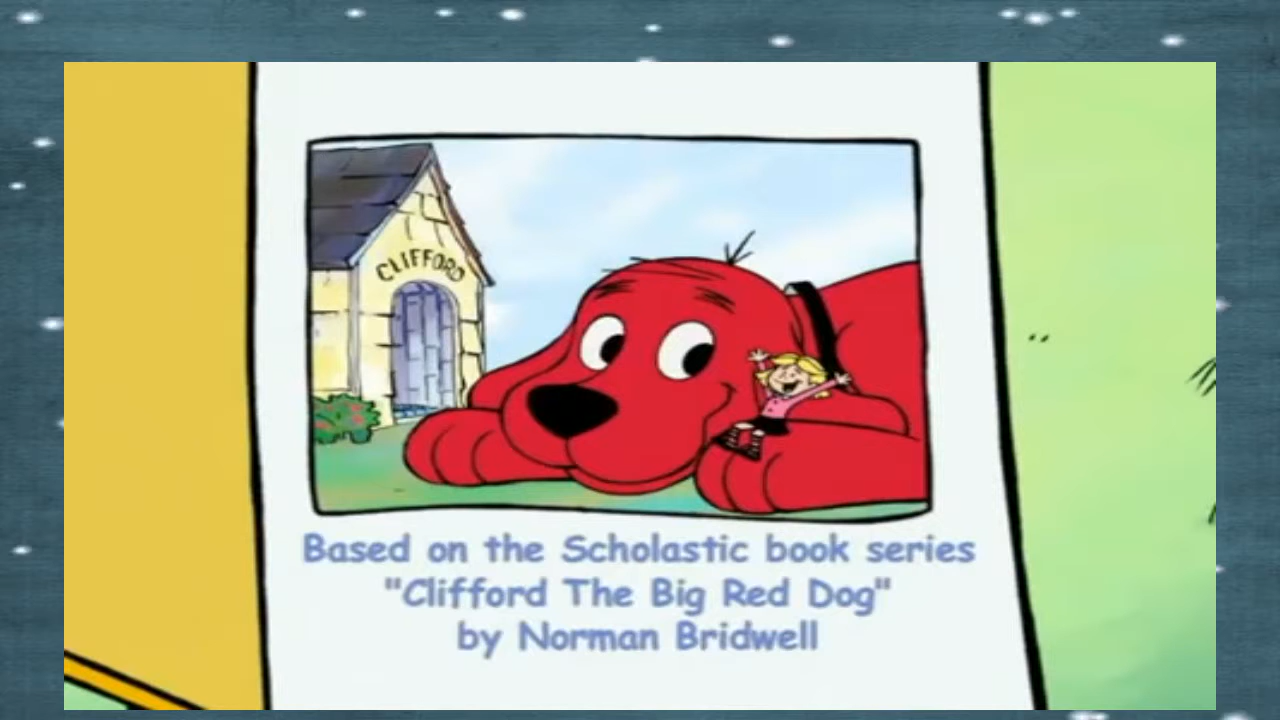 CLIFFORD
Based on the Scholastic book series
"Clifford The Big Red Dog"
by Norman Bridwell